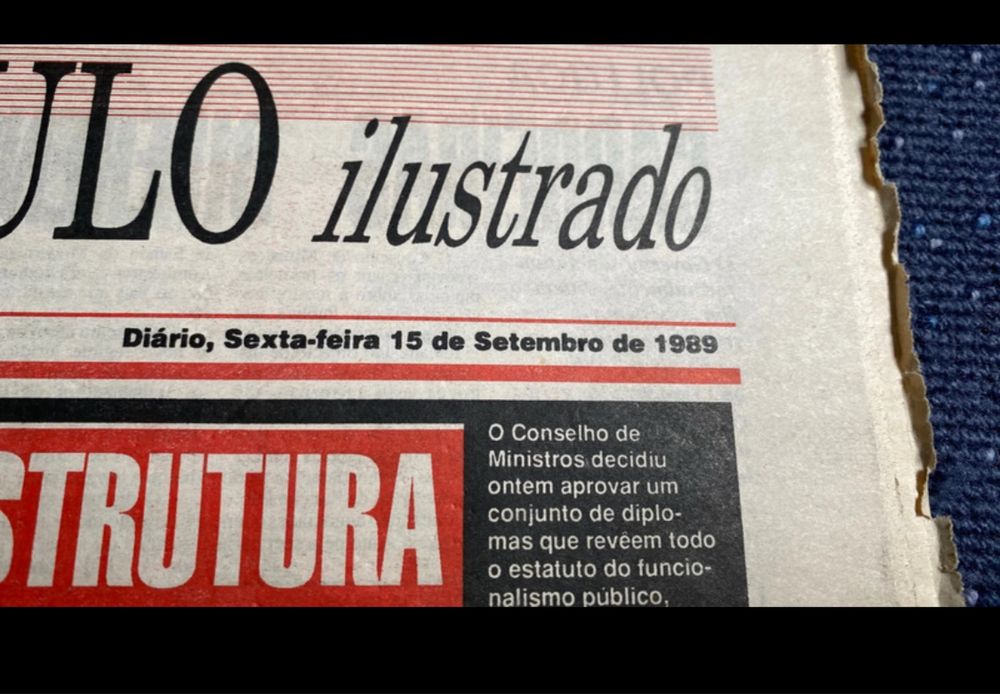 ULO ilustrado
Diário, Sexta-feira 15 de Setembro de 1989
STRUTURA
O Conselho de
Ministros decidiu
ontem aprovar um
conjunto de diplo-
mas que revêem todo
o estatuto do funcio-
nalismo público,